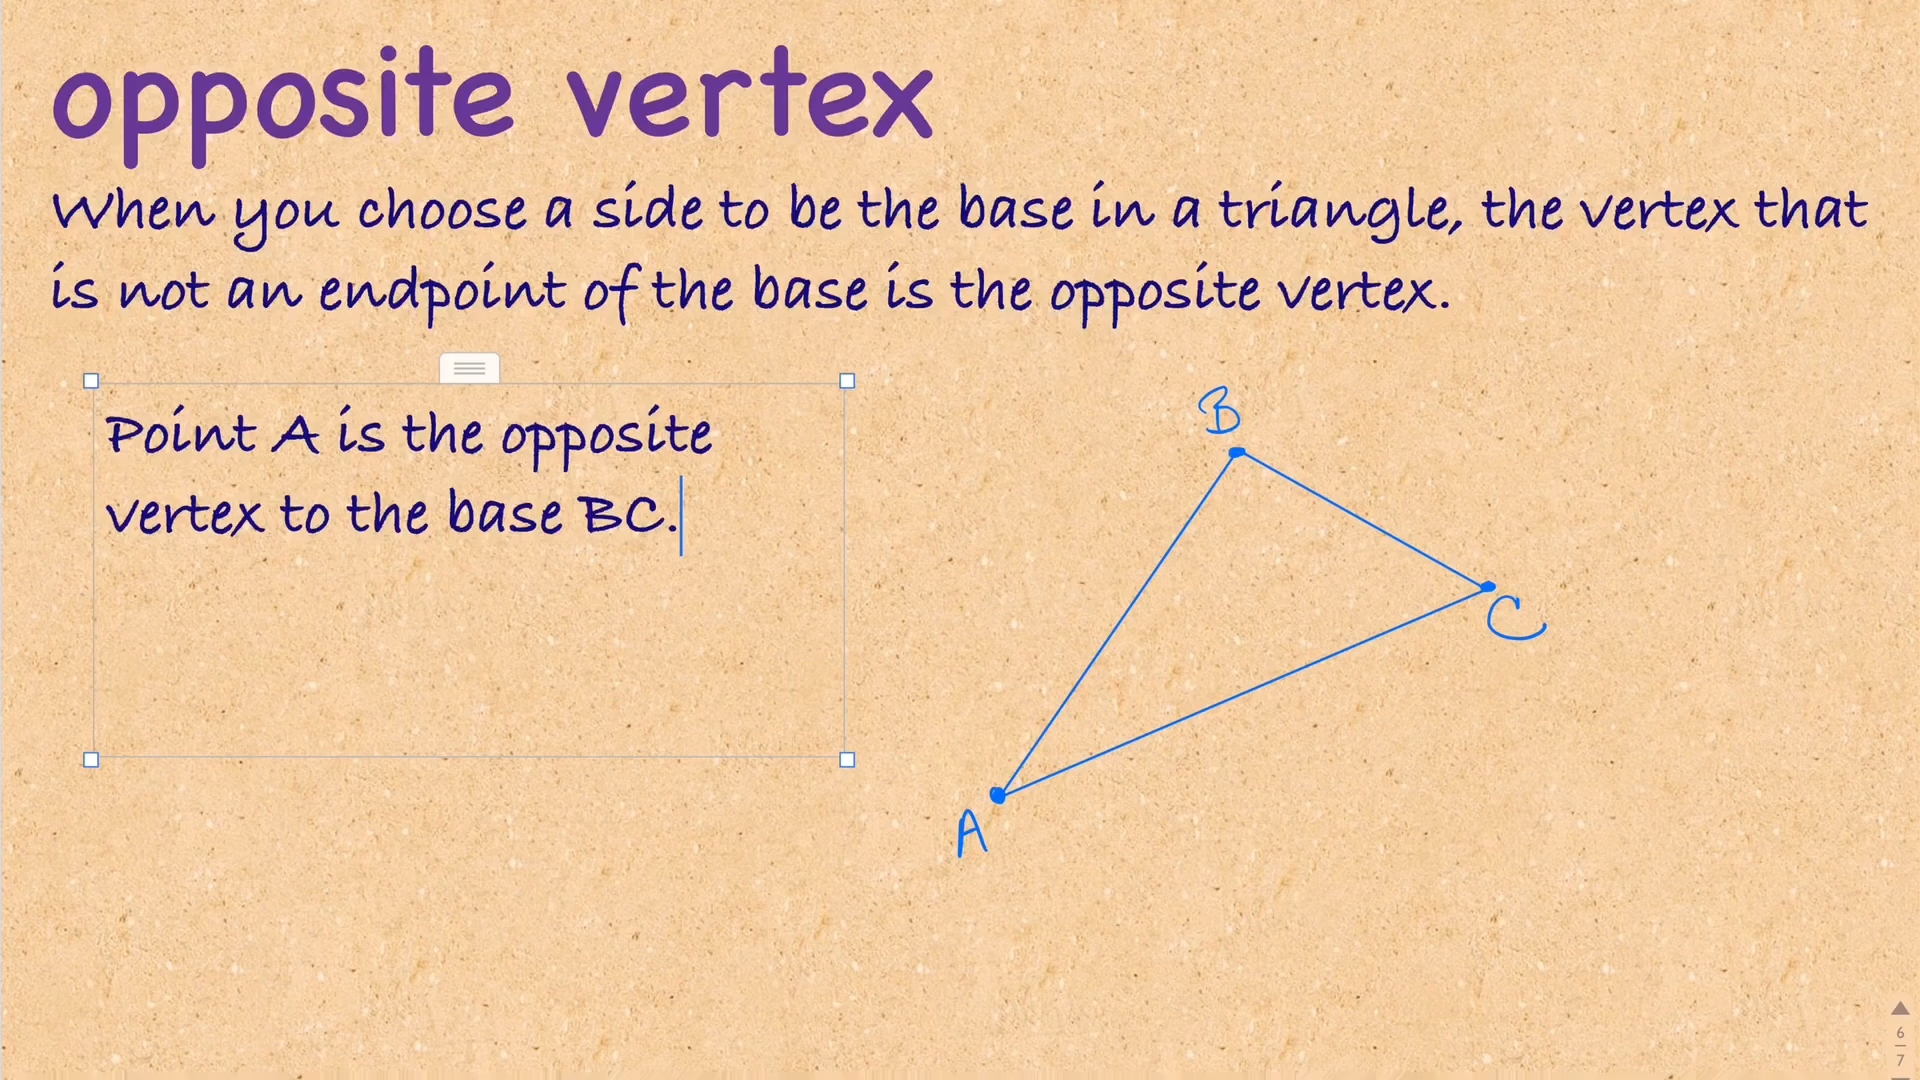 opposite vertex
When you choose a side to be the base in a triangle, the vertex that
is not an endpoint of the base is the opposite vertex.
Point A is the opposite
vertex to the base BC.
B
C
A
6
7